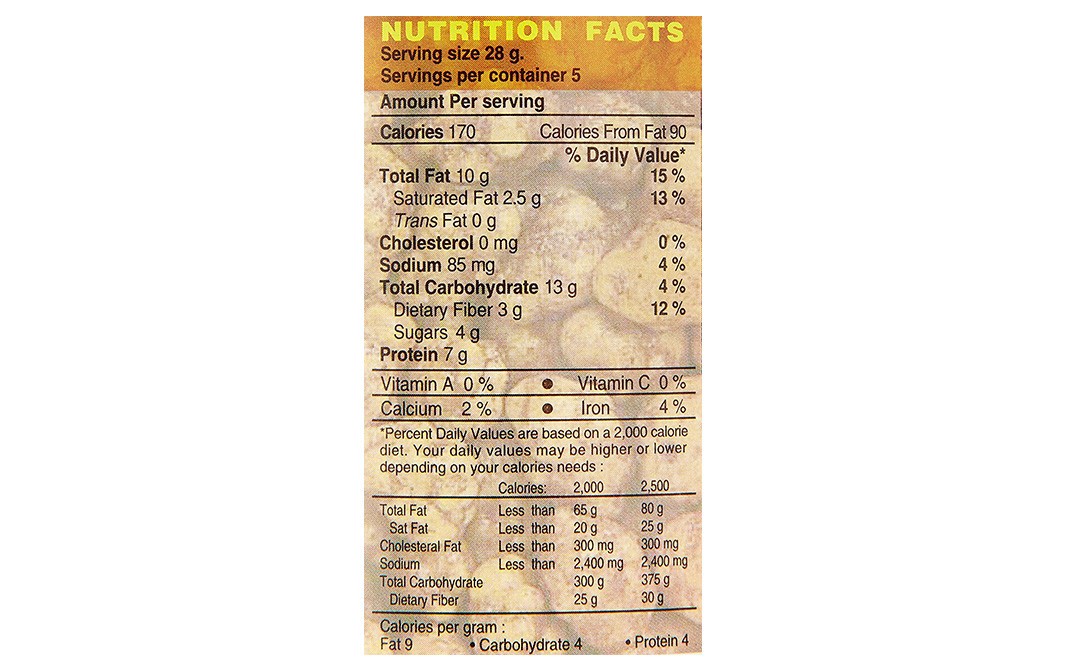 NUTRITION FACTS
Serving size 28 g.
Servings per container 5
Amount Per serving
Calories 170 Calories From Fat 90
% Daily Value*
Total Fat 10 g 15 %
Saturated Fat 2.5 g 13 %
Trans Fat 0 g
Cholesterol 0 mg 0 %
Sodium 85 mg 4 %
Total Carbohydrate 13 g 4 %
Dietary Fiber 3 g 12 %
Sugars 4 g
Protein 7 g
Vitamin A 0 % • Vitamin C 0 %
Calcium 2 % • Iron 4 %
*Percent Daily Values are based on a 2,000 calorie
diet. Your daily values may be higher or lower
depending on your calories needs :
Calories: 2,000 2,500
Total Fat Less than 65 g 80 g
Sat Fat Less than 20 g 25 g
Cholesteral Fat Less than 300 mg 300 mg
Sodium Less than 2,400 mg 2,400 mg
Total Carbohydrate 300 g 375 g
Dietary Fiber 25 g 30 g
Calories per gram :
Fat 9 • Carbohydrate 4 • Protein 4